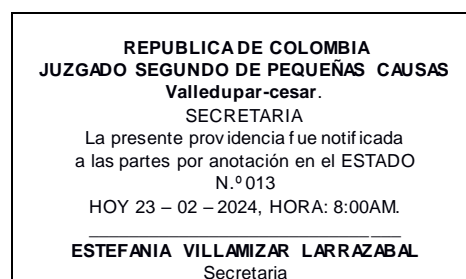 REPUBLICA DE COLOMBIA
JUZGADO SEGUNDO DE PEQUEÑAS CAUSAS
Valledupar-cesar.
SECRETARIA
La presente providencia fue notificada
a las partes por anotación en el ESTADO
N.º 013
HOY 23 – 02 – 2024, HORA: 8:00AM.
ESTEFANIA VILLAMIZAR LARRAZABAL
Secretaria